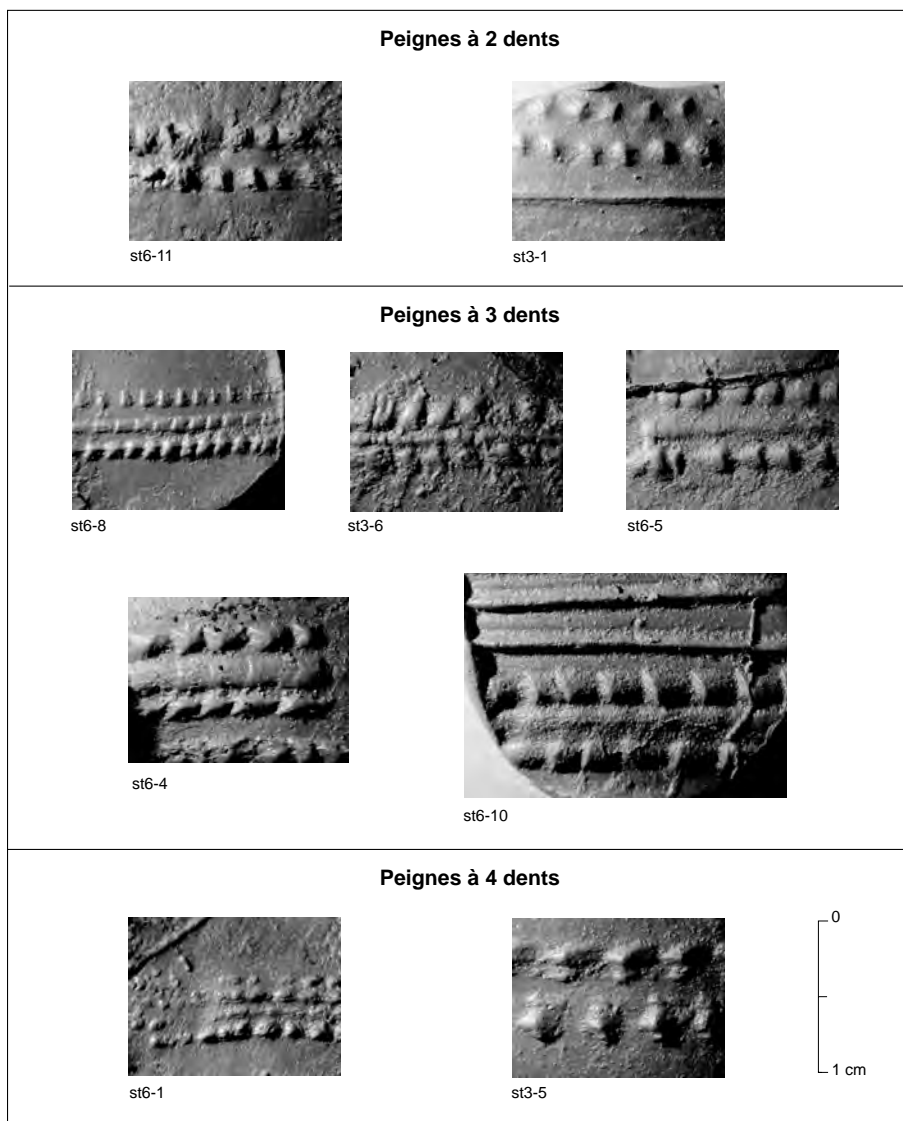 Peignes à 2 dents
st6-11
st3-1
Peignes à 3 dents
st6-8
st3-6
st6-5
st6-4
st6-10
Peignes à 4 dents
0
1 cm
st6-1
st3-5